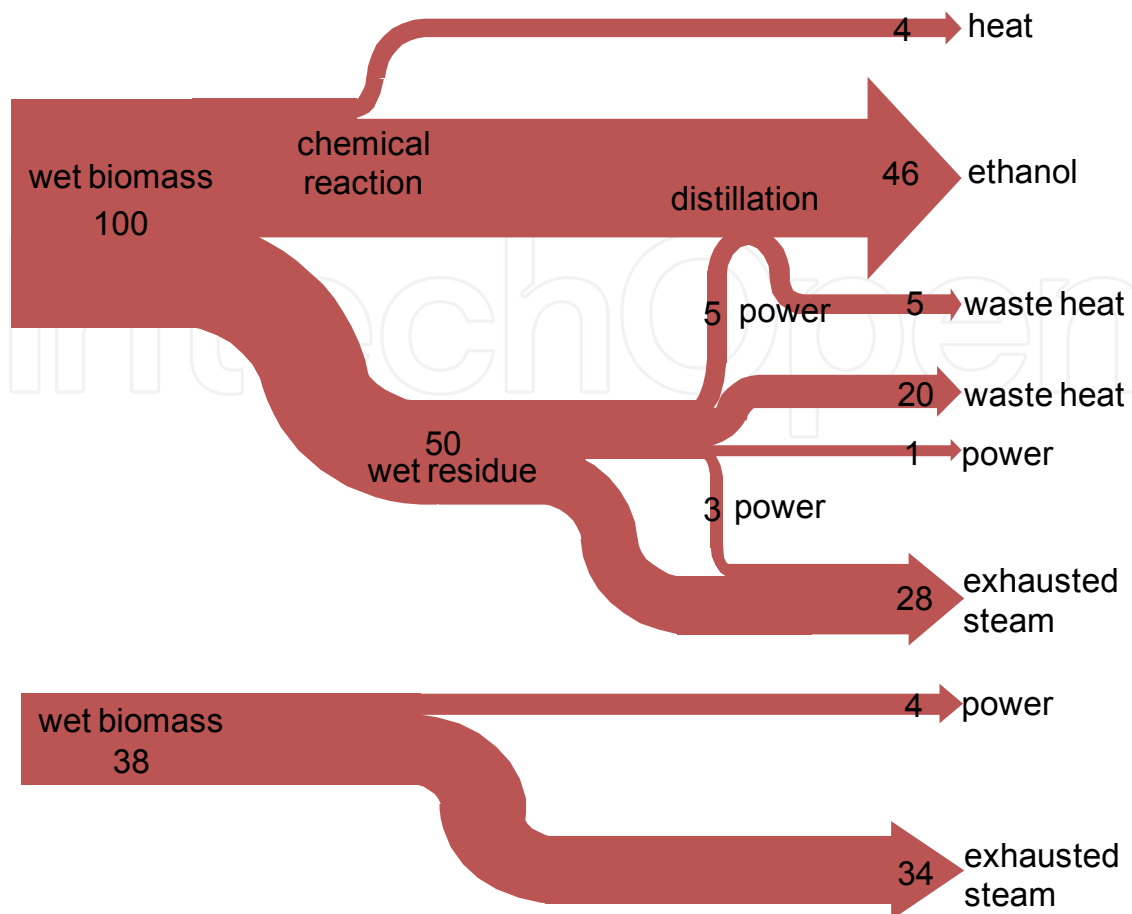 4
heat
wet biomass
100
chemical
reaction
46
ethanol
distillation
5 power
5
waste heat
20
waste heat
50
wet residue
1
power
3 power
28
exhausted
steam
wet biomass
38
4
power
34
exhausted
steam
IntechOpen